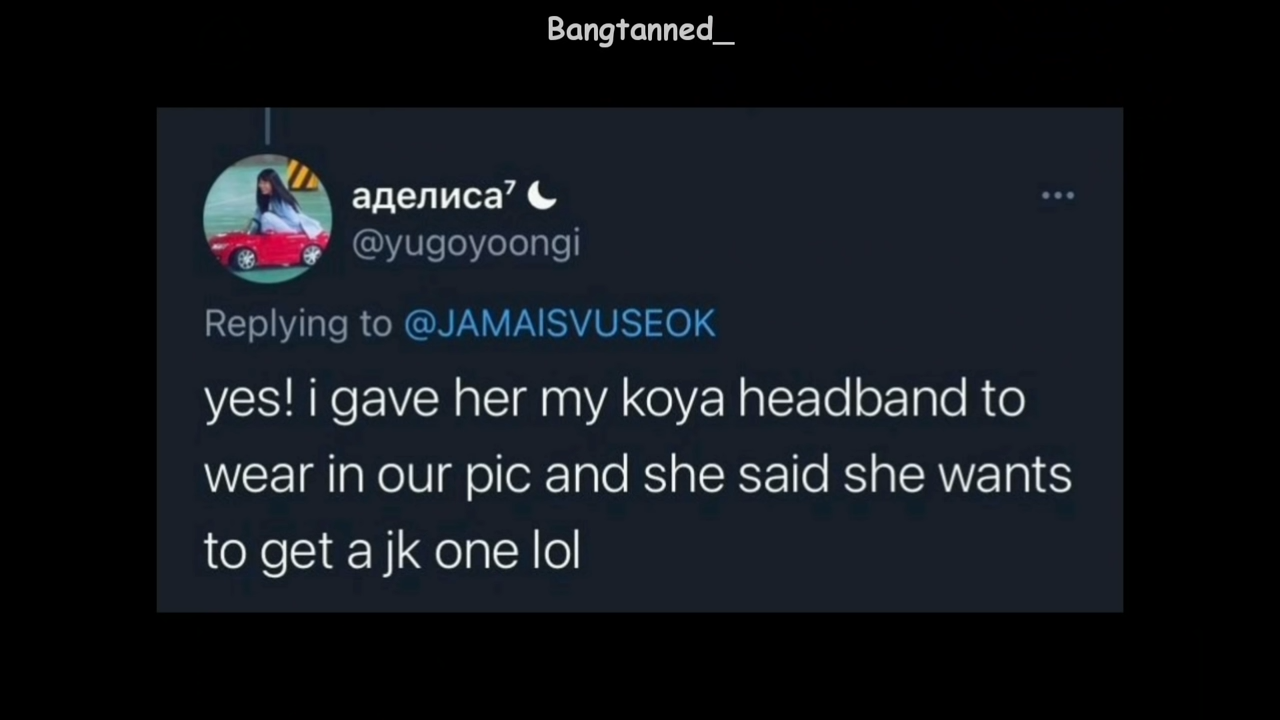 Bangtanned_
аделиса⁷
@yugoyoongi
Replying to @JAMAISVUSEOK
yes! i gave her my koya headband to
wear in our pic and she said she wants
to get a jk one lol